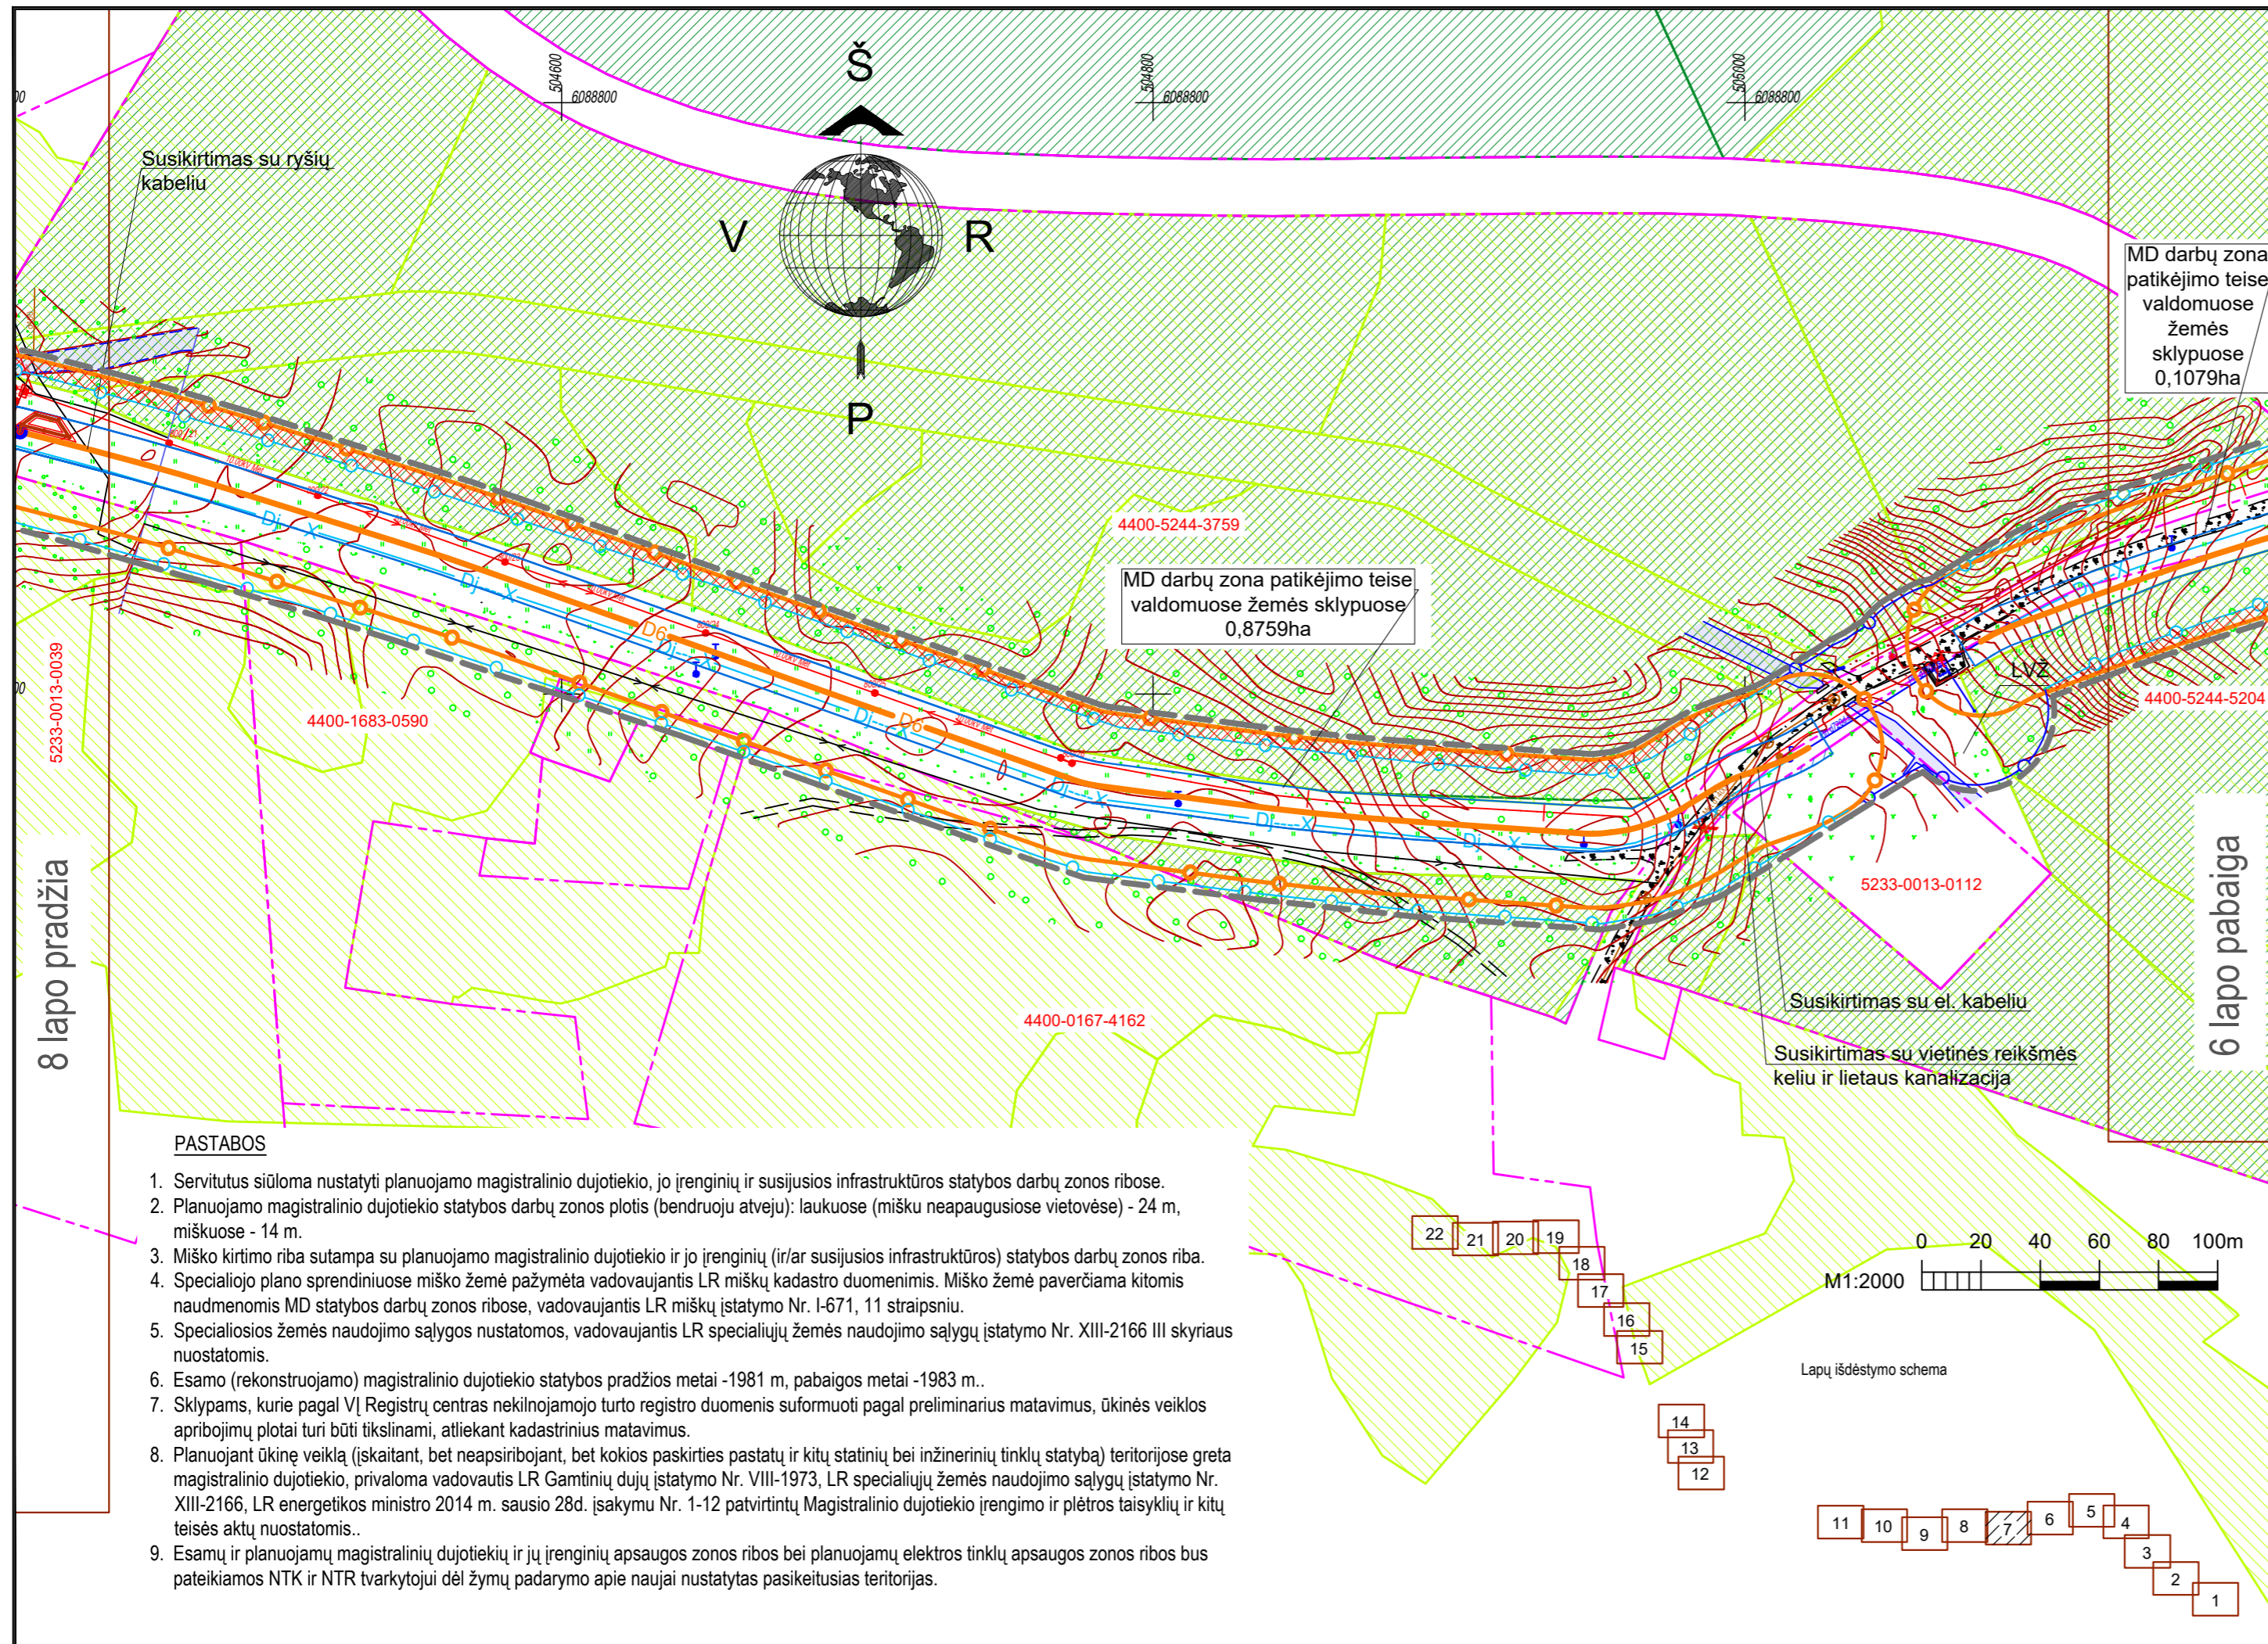 504600
6088800
504800
6088800
505000
6088800
Š
V
R
P
Susikirtimas su ryšių
kabeliu
MD darbų zona
patikėjimo teise
valdomuose
žemės
sklypuose
0,1079ha
4400-5244-3759
MD darbų zona patikėjimo teise
valdomuose žemės sklypuose
0,8759ha
LVŽ
4400-5244-5204
5233-0013-0039
4400-1683-0590
D6
D6
5233-0013-0112
8 lapo pradžia
6 lapo pabaiga
Susikirtimas su el. kabeliu
4400-0167-4162
Susikirtimas su vietinės reikšmės
keliu ir lietaus kanalizacija
PASTABOS
1. Servitutus siūloma nustatyti planuojamo magistralinio dujotiekio, jo įrenginių ir susijusios infrastruktūros statybos darbų zonos ribose.
2. Planuojamo magistralinio dujotiekio statybos darbų zonos plotis (bendruoju atveju): laukuose (mišku neapaugusiose vietovėse) - 24 m,
miškuose - 14 m.
3. Miško kirtimo riba sutampa su planuojamo magistralinio dujotiekio ir jo įrenginių (ir/ar susijusios infrastruktūros) statybos darbų zonos riba.
4. Specialiojo plano sprendiniuose miško žemė pažymėta vadovaujantis LR miškų kadastro duomenimis. Miško žemė paverčiama kitomis
naudmenomis MD statybos darbų zonos ribose, vadovaujantis LR miškų įstatymo Nr. I-671, 11 straipsniu.
5. Specialiosios žemės naudojimo sąlygos nustatomos, vadovaujantis LR specialiųjų žemės naudojimo sąlygų įstatymo Nr. XIII-2166 III skyriaus
nuostatomis.
6. Esamo (rekonstruojamo) magistralinio dujotiekio statybos pradžios metai -1981 m, pabaigos metai -1983 m..
7. Sklypams, kurie pagal VĮ Registrų centras nekilnojamojo turto registro duomenis suformuoti pagal preliminarius matavimus, ūkinės veiklos
apribojimų plotai turi būti tikslinami, atliekant kadastrinius matavimus.
8. Planuojant ūkinę veiklą (įskaitant, bet neapsiribojant, bet kokios paskirties pastatų ir kitų statinių bei inžinerinių tinklų statybą) teritorijose greta
magistralinio dujotiekio, privaloma vadovautis LR Gamtinių dujų įstatymo Nr. VIII-1973, LR specialiųjų žemės naudojimo sąlygų įstatymo Nr.
XIII-2166, LR energetikos ministro 2014 m. sausio 28d. įsakymu Nr. 1-12 patvirtintų Magistralinio dujotiekio įrengimo ir plėtros taisyklių ir kitų
teisės aktų nuostatomis..
9. Esamų ir planuojamų magistralinių dujotiekių ir jų įrenginių apsaugos zonos ribos bei planuojamų elektros tinklų apsaugos zonos ribos bus
pateikiamos NTK ir NTR tvarkytojui dėl žymų padarymo apie naujai nustatytas pasikeitusias teritorijas.
0 20 40 60 80 100m
M1:2000
Lapų išdėstymo schema
22 21 20 19
18
17
16
15
14
13
12
11 10 9 8 7 6 5 4
3
2
1